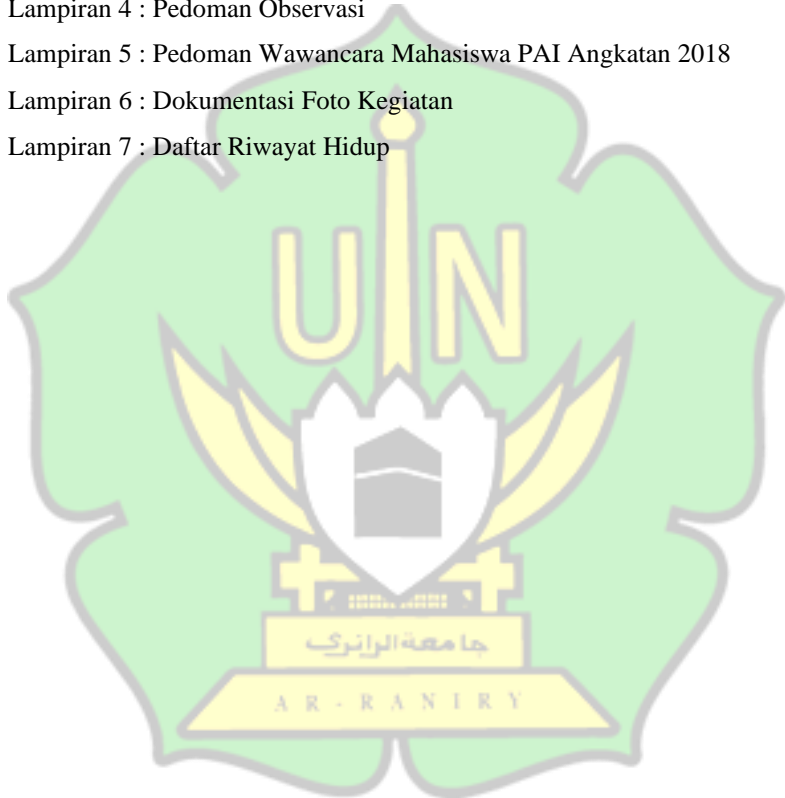 Lampiran 4 : Pedoman Observasi
Lampiran 5 : Pedoman Wawancara Mahasiswa PAI Angkatan 2018
Lampiran 6 : Dokumentasi Foto Kegiatan
Lampiran 7 : Daftar Riwayat Hidup
UIN
جامعة الرانري
AR-RANIRY